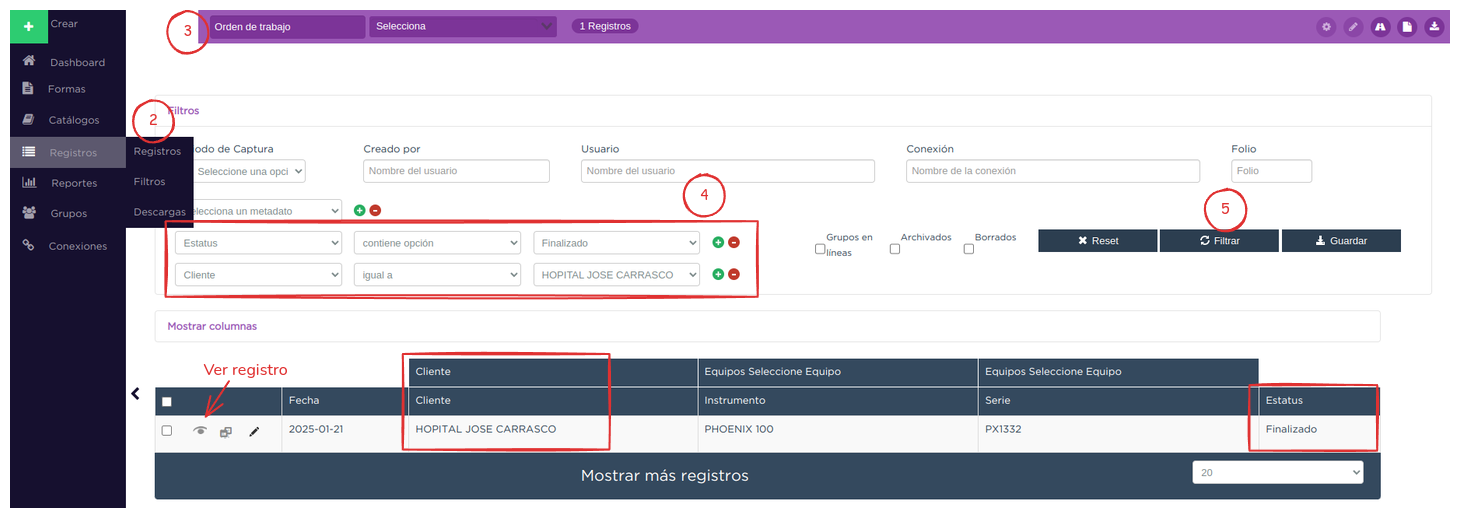 Crear
Dashboard
Formas
Catálogos
Registros
Reportes
Grupos
Conexiones
2
Registros
Filtros
Descargas
3
Orden de trabajo
Selecciona
1 Registros
Filtros
odo de Captura
Creado por
Usuario
Conexión
Folio
Seleccione una opci
Nombre del usuario
Nombre del usuario
Nombre de la conexión
Folio
4
5
elecciona un metadato
Estatus
contiene opción
Finalizado
Cliente
igual a
HOPITAL JOSE CARRASCO
Grupos en líneas
Archivados
Borrados
Reset
Filtrar
Guardar
Mostrar columnas
Ver registro
Cliente
Equipos Seleccione Equipo
Equipos Seleccione Equipo
Fecha
Cliente
Instrumento
Serie
Estatus
2025-01-21
HOPITAL JOSE CARRASCO
PHOENIX 100
PX1332
Finalizado
Mostrar más registros
20